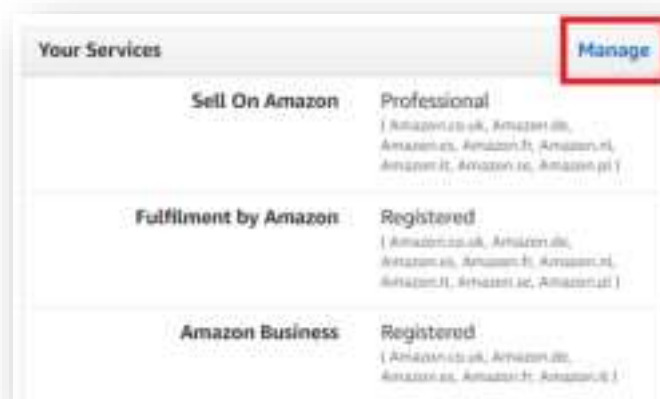 Your Services
Manage
Sell On Amazon
Professional
( Amazon.co.uk, Amazon.de,
Amazon.es, Amazon.fr, Amazon.nl,
Amazon.it, Amazon.se, Amazon.pl )
Fulfilment by Amazon
Registered
( Amazon.co.uk, Amazon.de,
Amazon.es, Amazon.fr, Amazon.nl,
Amazon.it, Amazon.se, Amazon.pl )
Amazon Business
Registered
( Amazon.co.uk, Amazon.de,
Amazon.es, Amazon.fr, Amazon.it )